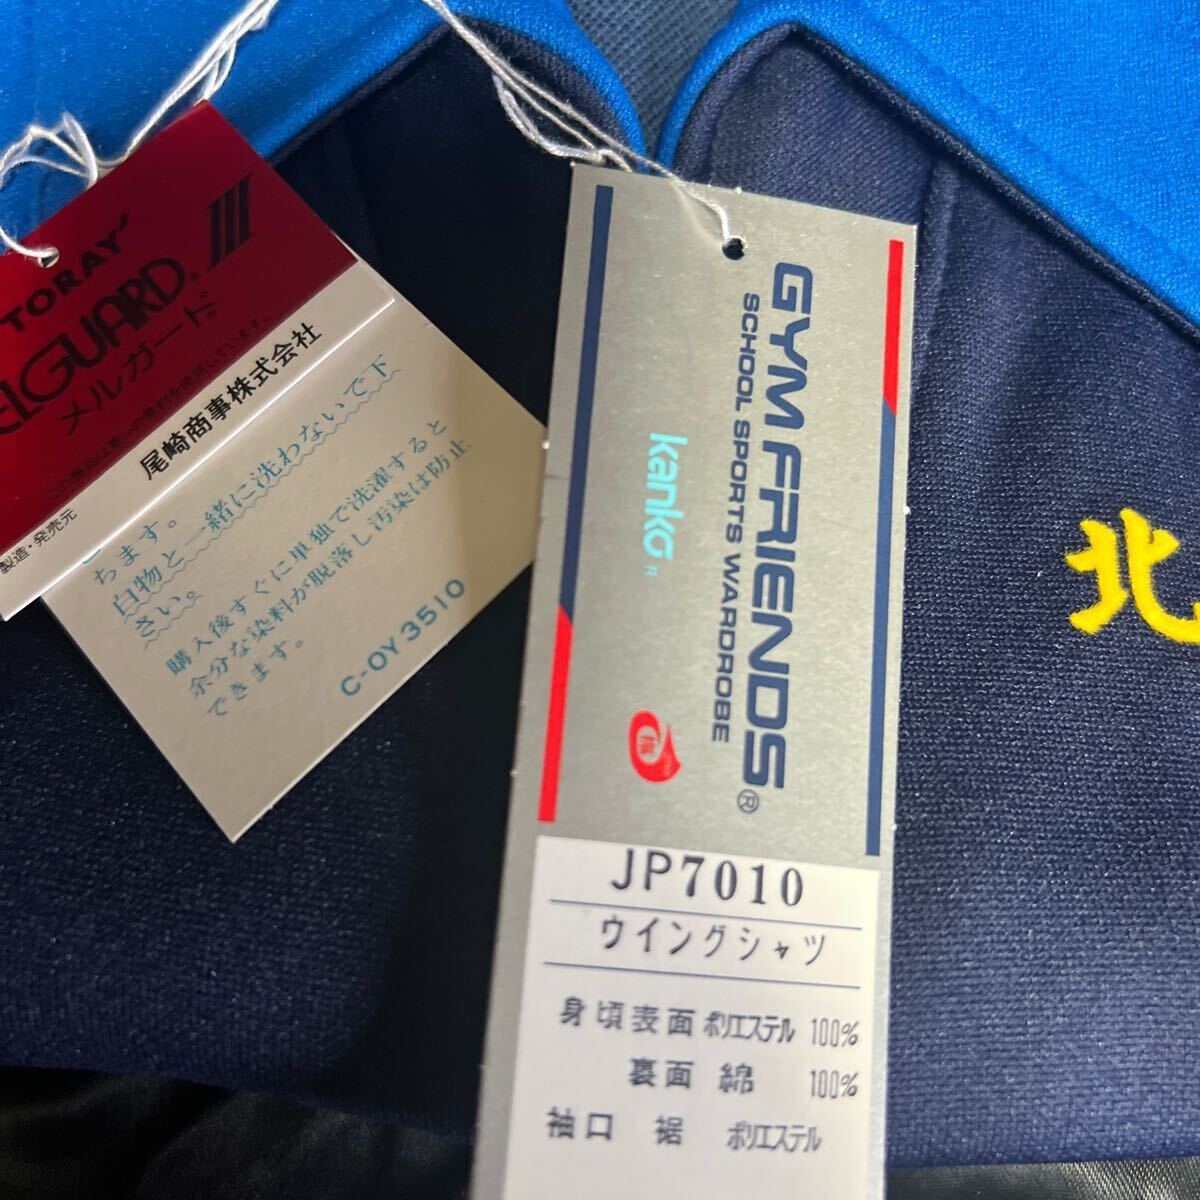 TORAY
ELGUARD®
メルガード®
製造・発売元
尾崎商事株式会社
ちます。
白物と一緒に洗わないで下
さい。
購入後すぐに単独で洗濯すると
余分な染料が脱落し汚染は防止
できます。
C-OY3510
GYM FRIENDS®
SCHOOL SPORTS WARDROBE
kanko R
JP7010
ウイングシャツ
身頃表面 ポリエステル 100%
裏面 綿 100%
袖口 裾 ポリエステル
北